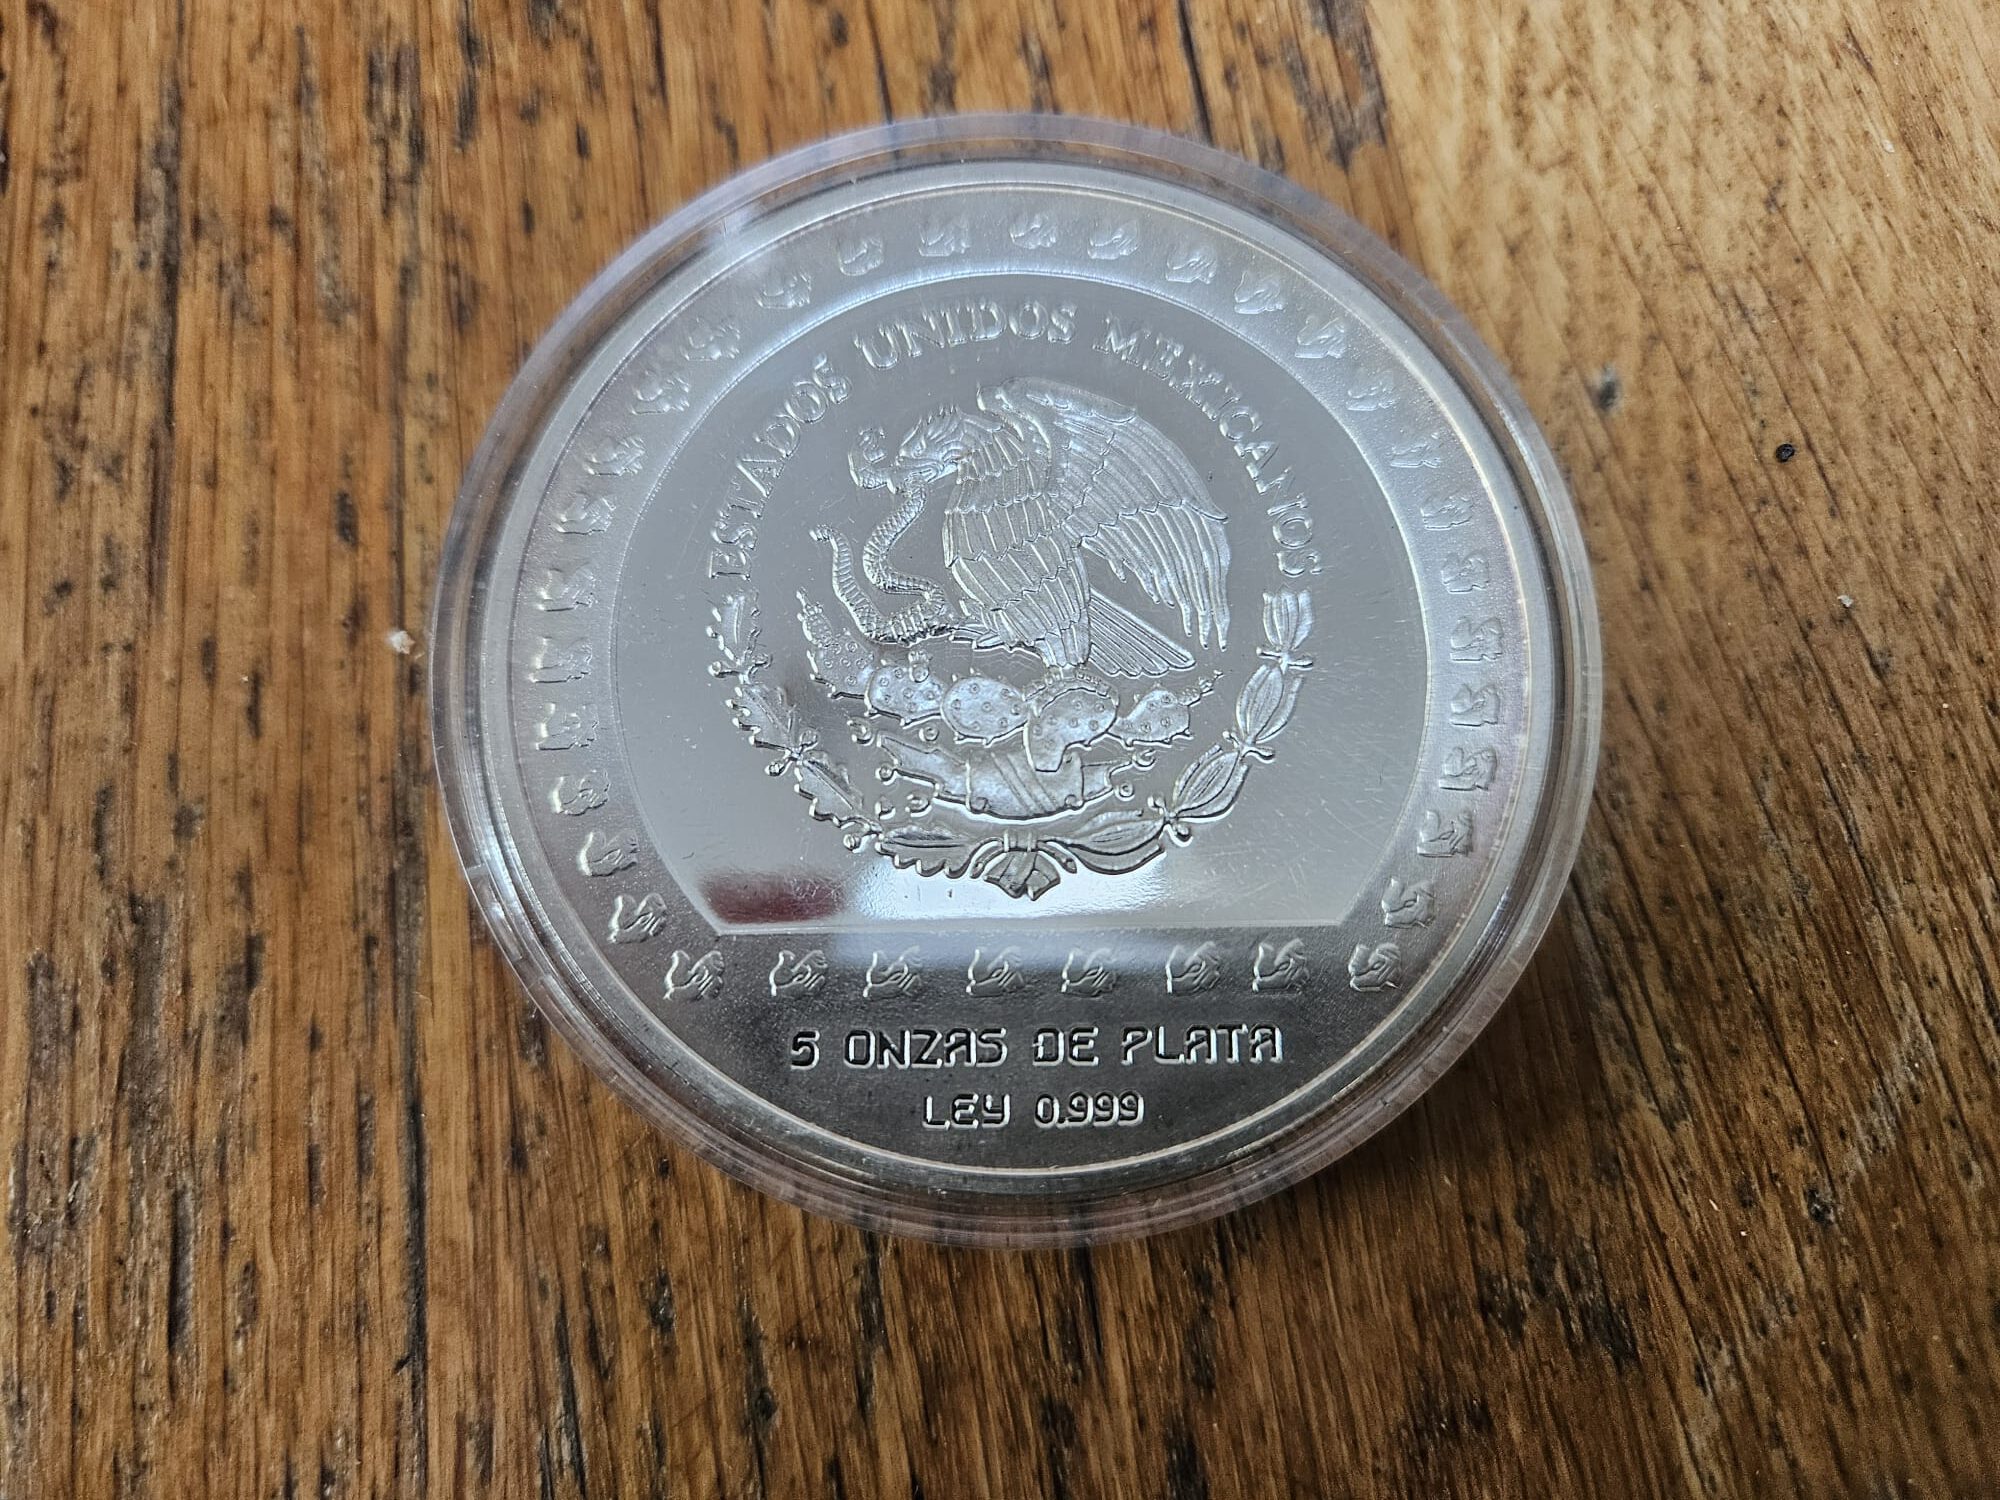 ESTADOS UNIDOS MEXICANOS
5 ONZAS DE PLATA
LEY 0.999